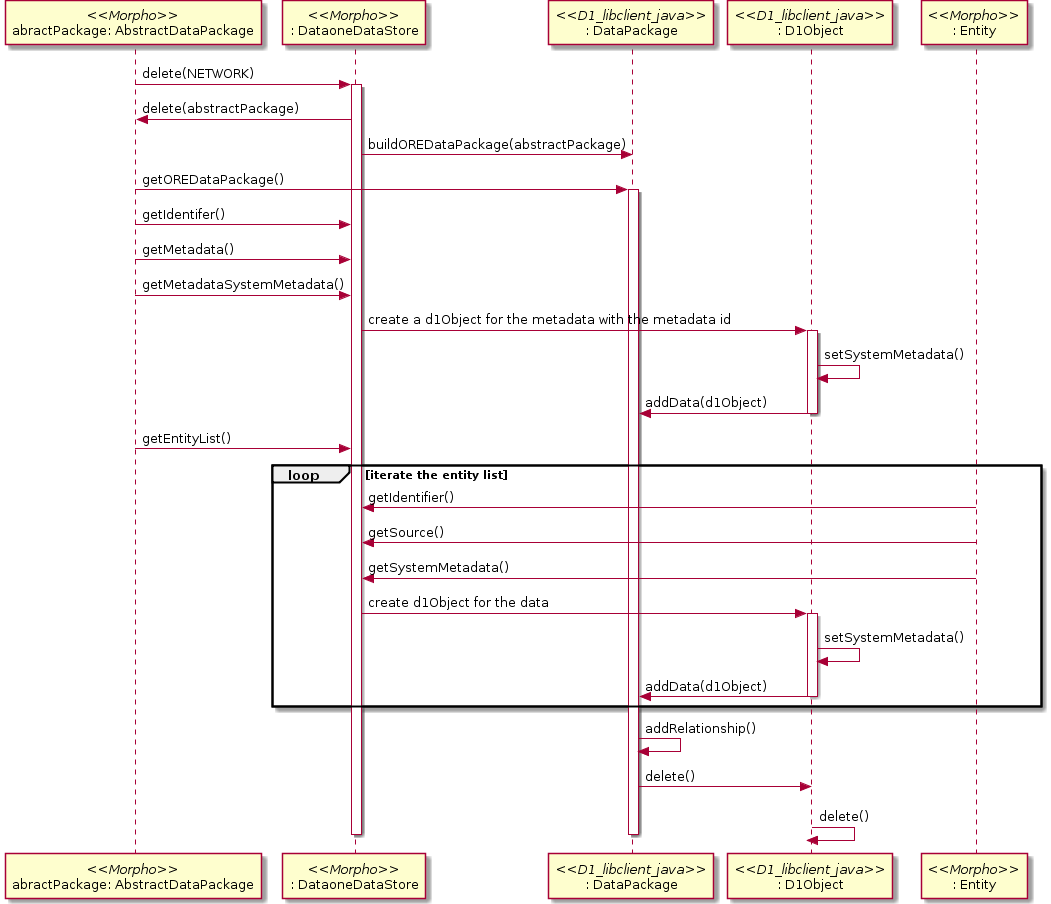 <<Morpho>>
abractPackage: AbstractDataPackage
<<Morpho>>
: DataoneDataStore
<<D1_libclient_java>>
: DataPackage
<<D1_libclient_java>>
: D1Object
<<Morpho>>
: Entity
delete(NETWORK)
delete(abstractPackage)
buildOREDataPackage(abstractPackage)
getOREDataPackage()
getIdentifer()
getMetadata()
getMetadataSystemMetadata()
create a d1Object for the metadata with the metadata id
setSystemMetadata()
addData(d1Object)
getEntityList()
loop [iterate the entity list]
getIdentifier()
getSource()
getSystemMetadata()
create d1Object for the data
setSystemMetadata()
addData(d1Object)
addRelationship()
delete()
delete()
<<Morpho>>
abractPackage: AbstractDataPackage
<<Morpho>>
: DataoneDataStore
<<D1_libclient_java>>
: DataPackage
<<D1_libclient_java>>
: D1Object
<<Morpho>>
: Entity